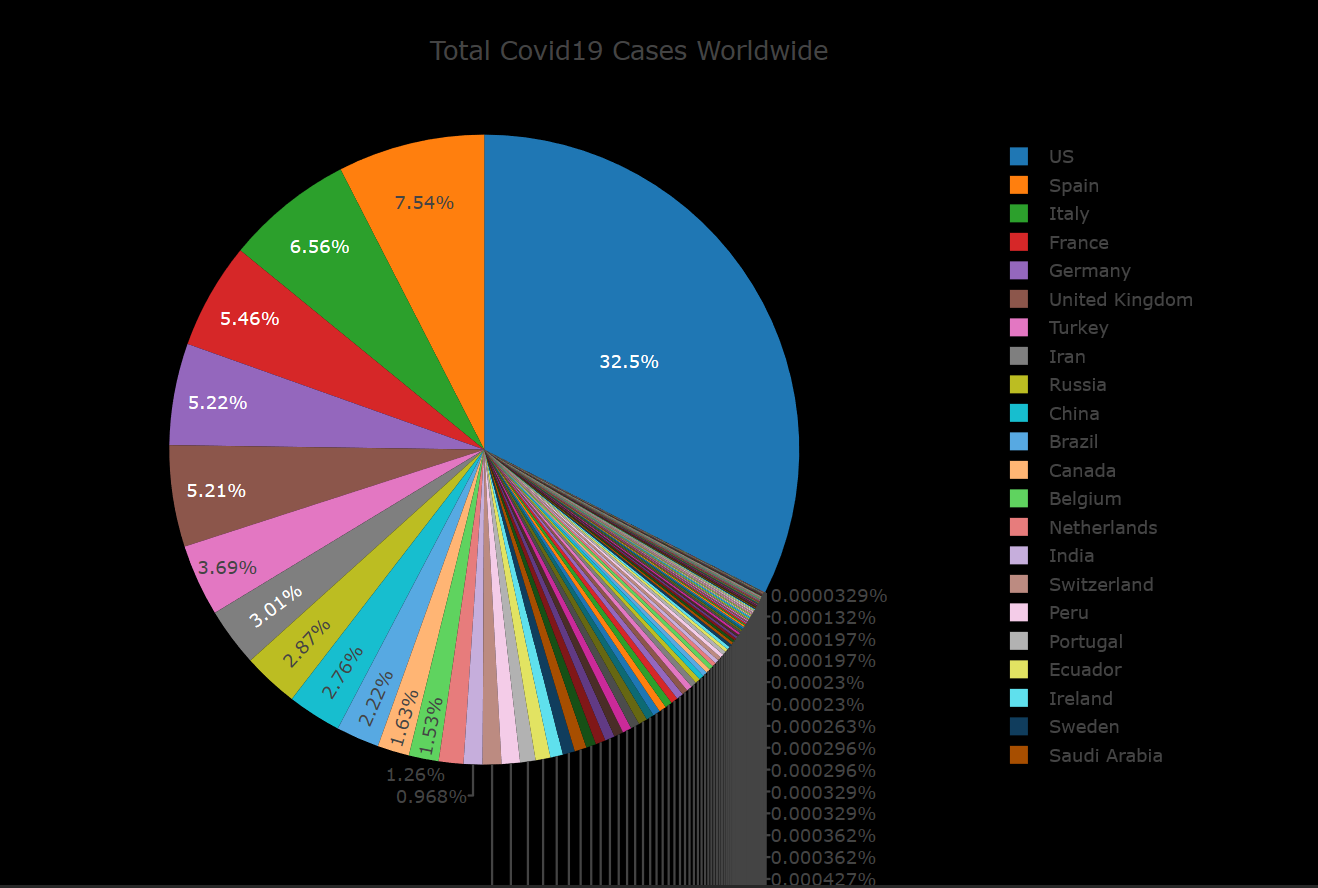 Total Covid19 Cases Worldwide
32.5%
7.54%
6.56%
5.46%
5.22%
5.21%
3.69%
3.01%
2.87%
2.76%
2.22%
1.63%
1.53%
1.26%
0.968%
0.0000329%
0.000132%
0.000197%
0.000197%
0.00023%
0.00023%
0.000263%
0.000296%
0.000296%
0.000329%
0.000329%
0.000362%
0.000362%
0.000427%
US
Spain
Italy
France
Germany
United Kingdom
Turkey
Iran
Russia
China
Brazil
Canada
Belgium
Netherlands
India
Switzerland
Peru
Portugal
Ecuador
Ireland
Sweden
Saudi Arabia